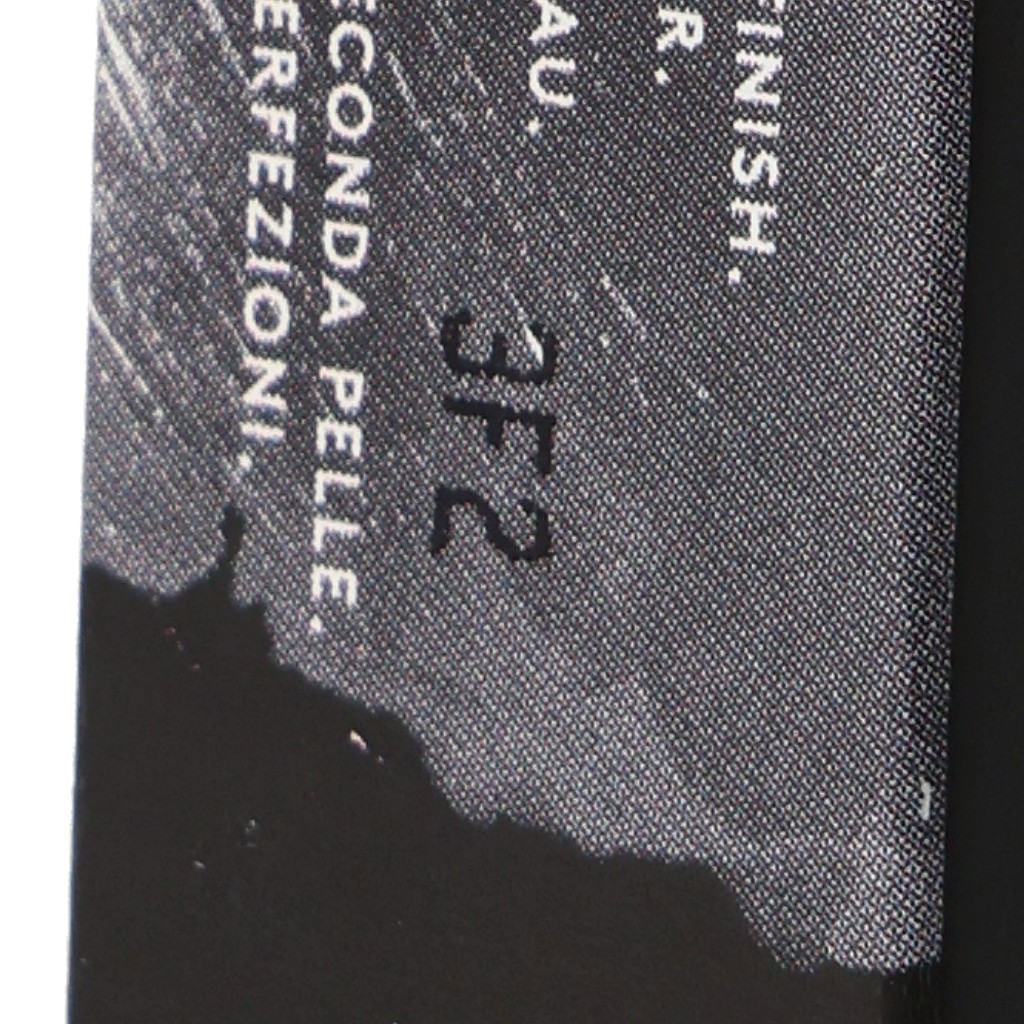 FINISH.
R.
AU.
3F2
ECONDA PELLE.
ERFEZIONI.